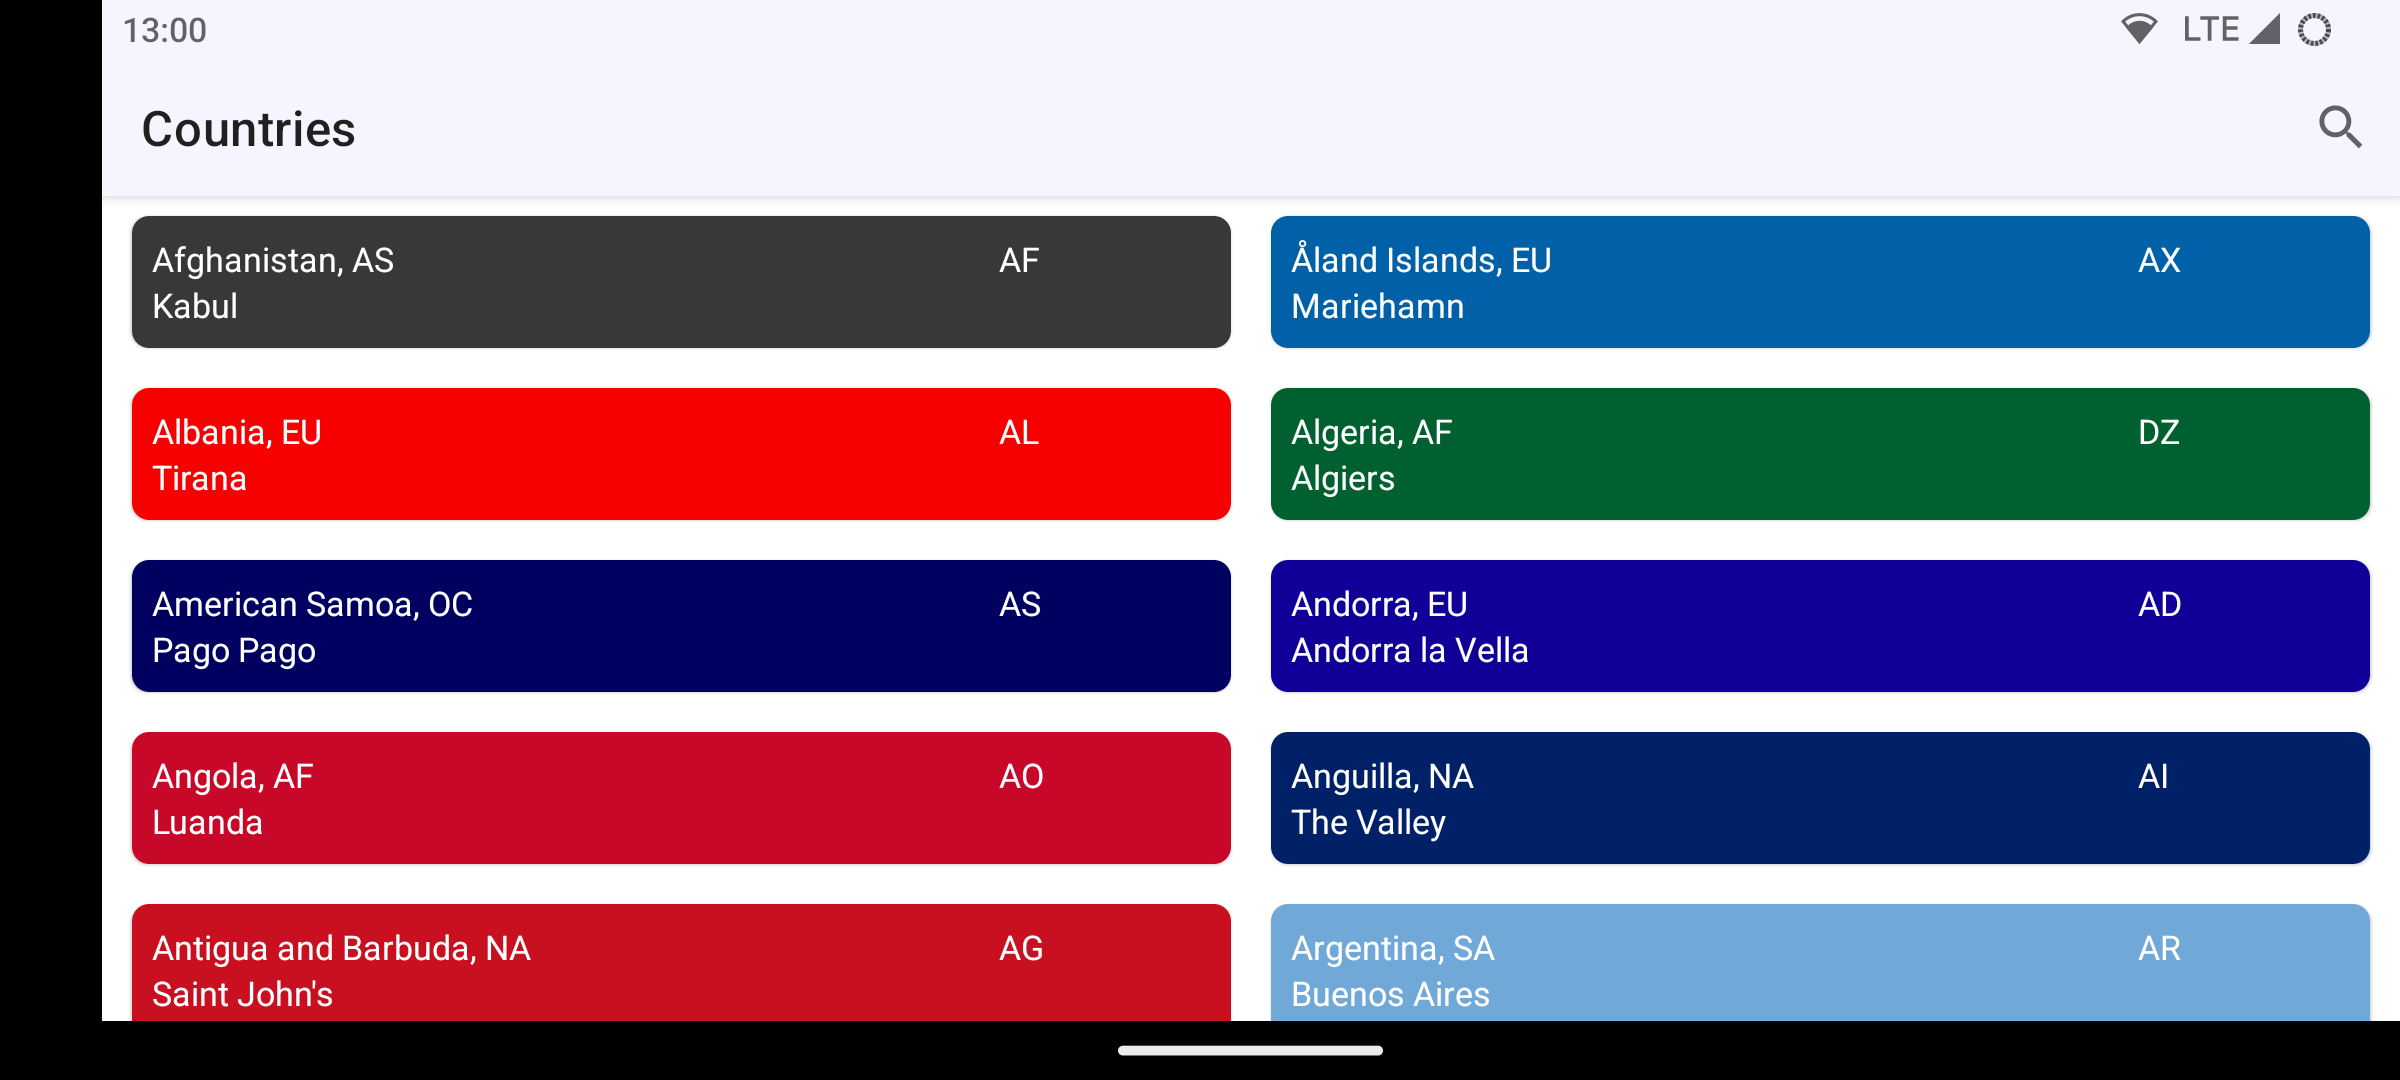 13:00
LTE
Countries
Afghanistan, AS
AF
Kabul
Åland Islands, EU
AX
Mariehamn
Albania, EU
AL
Tirana
Algeria, AF
DZ
Algiers
American Samoa, OC
AS
Pago Pago
Andorra, EU
AD
Andorra la Vella
Angola, AF
AO
Luanda
Anguilla, NA
AI
The Valley
Antigua and Barbuda, NA
AG
Saint John's
Argentina, SA
AR
Buenos Aires